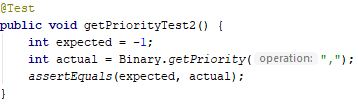 @Test
public void getPriorityTest2() {
int expected = -1;
int actual = Binary.getPriority( operation: ",");
assertEquals(expected, actual);
}